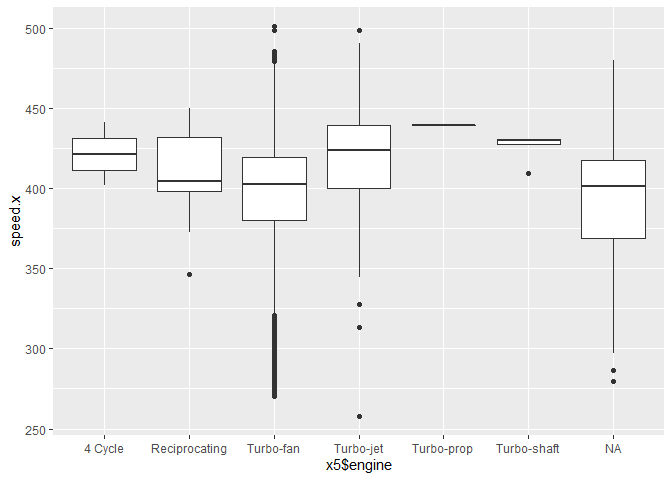 500
450
400
350
300
250
speed.x
4 Cycle Reciprocating Turbo-fan Turbo-jet Turbo-prop Turbo-shaft NA
x5$engine